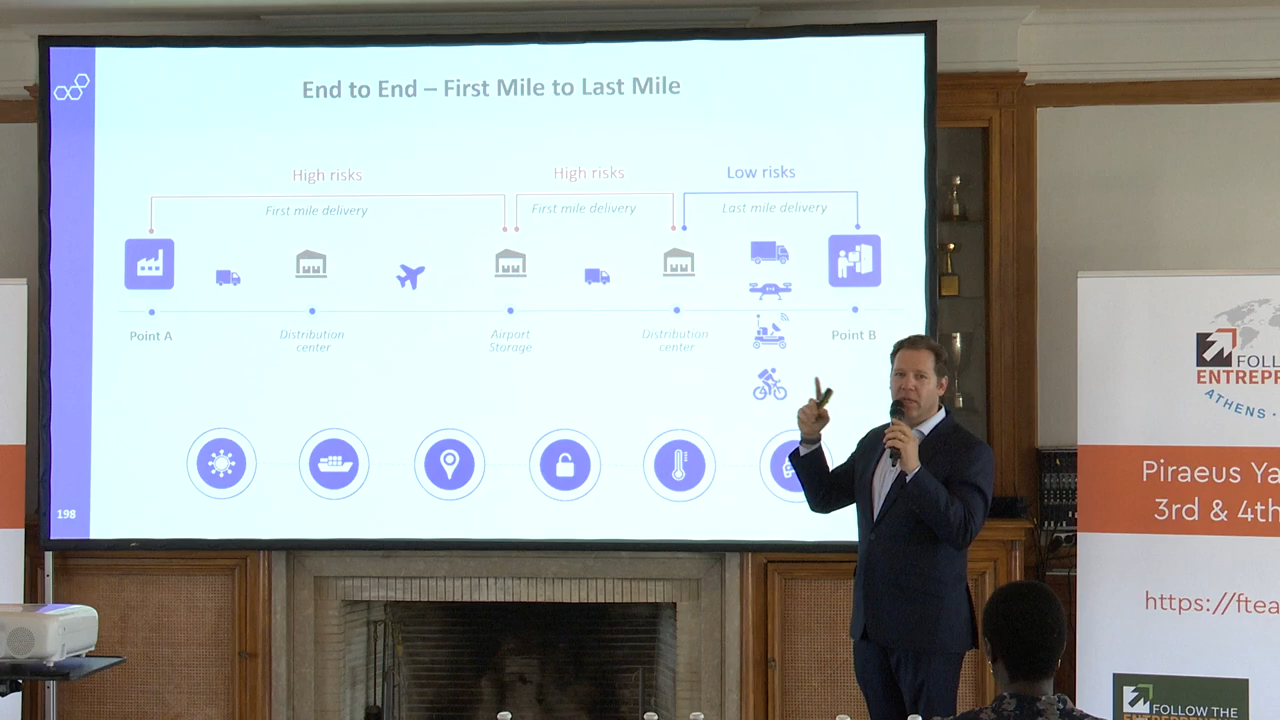 End to End – First Mile to Last Mile
High risks
High risks
Low risks
First mile delivery
First mile delivery
Last mile delivery
Point A
Distribution
center
Airport
Storage
Distribution
center
Point B
198
FOLL
ENTREPR
ATHENS ·
Piraeus Ya
3rd & 4th
https://ftea
FOLLOW THE